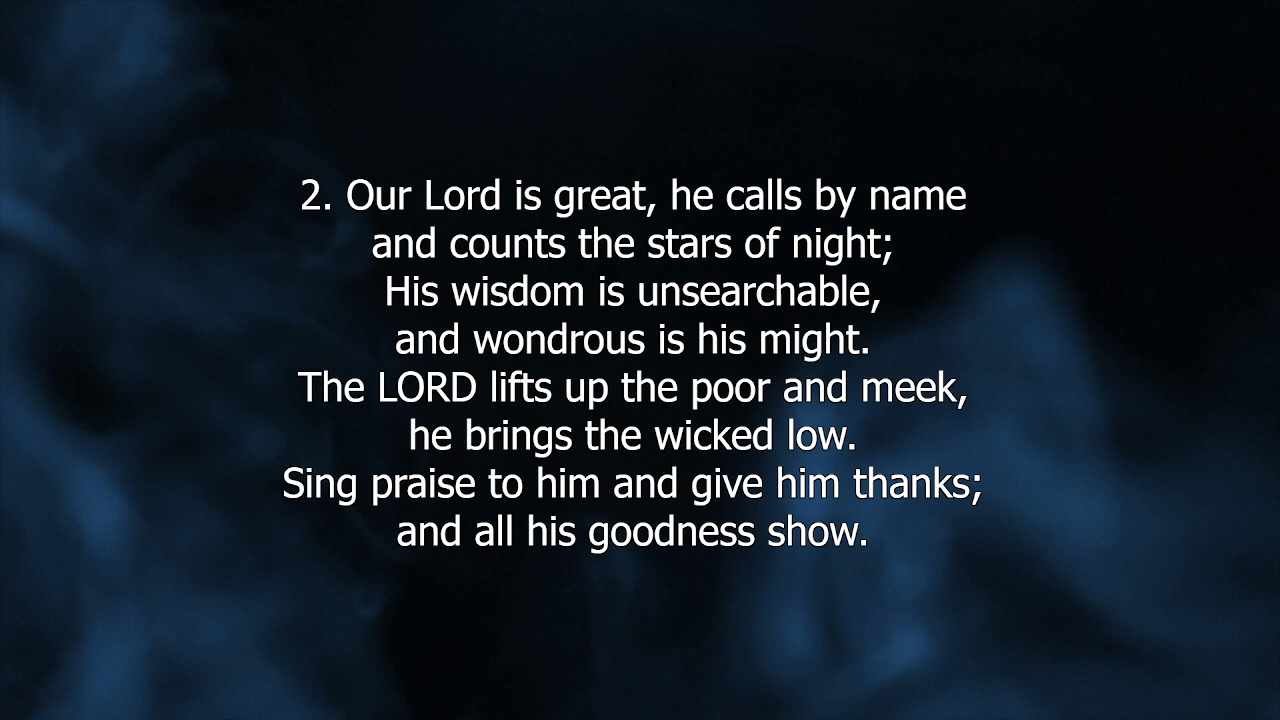 2. Our Lord is great, he calls by name
and counts the stars of night;
His wisdom is unsearchable,
and wondrous is his might.
The LORD lifts up the poor and meek,
he brings the wicked low.
Sing praise to him and give him thanks;
and all his goodness show.